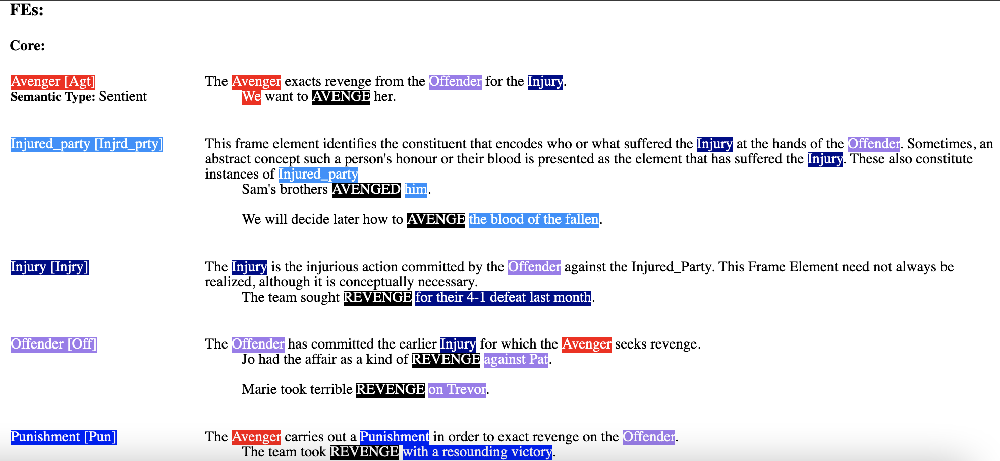 FEs:
Core:
Avenger [Agt]
Semantic Type: Sentient
The Avenger exacts revenge from the Offender for the Injury.
We want to AVENGE her.
Injured_party [Injrd_prty]
This frame element identifies the constituent that encodes who or what suffered the Injury at the hands of the Offender. Sometimes, an
abstract concept such a person's honour or their blood is presented as the element that has suffered the Injury. These also constitute
instances of Injured_party
Sam's brothers AVENGED him.
We will decide later how to AVENGE the blood of the fallen.
Injury [Injry]
The Injury is the injurious action committed by the Offender against the Injured_Party. This Frame Element need not always be
realized, although it is conceptually necessary.
The team sought REVENGE for their 4-1 defeat last month.
Offender [Off]
The Offender has committed the earlier Injury for which the Avenger seeks revenge.
Jo had the affair as a kind of REVENGE against Pat.
Marie took terrible REVENGE on Trevor.
Punishment [Pun]
The Avenger carries out a Punishment in order to exact revenge on the Offender.
The team took REVENGE with a resounding victory.